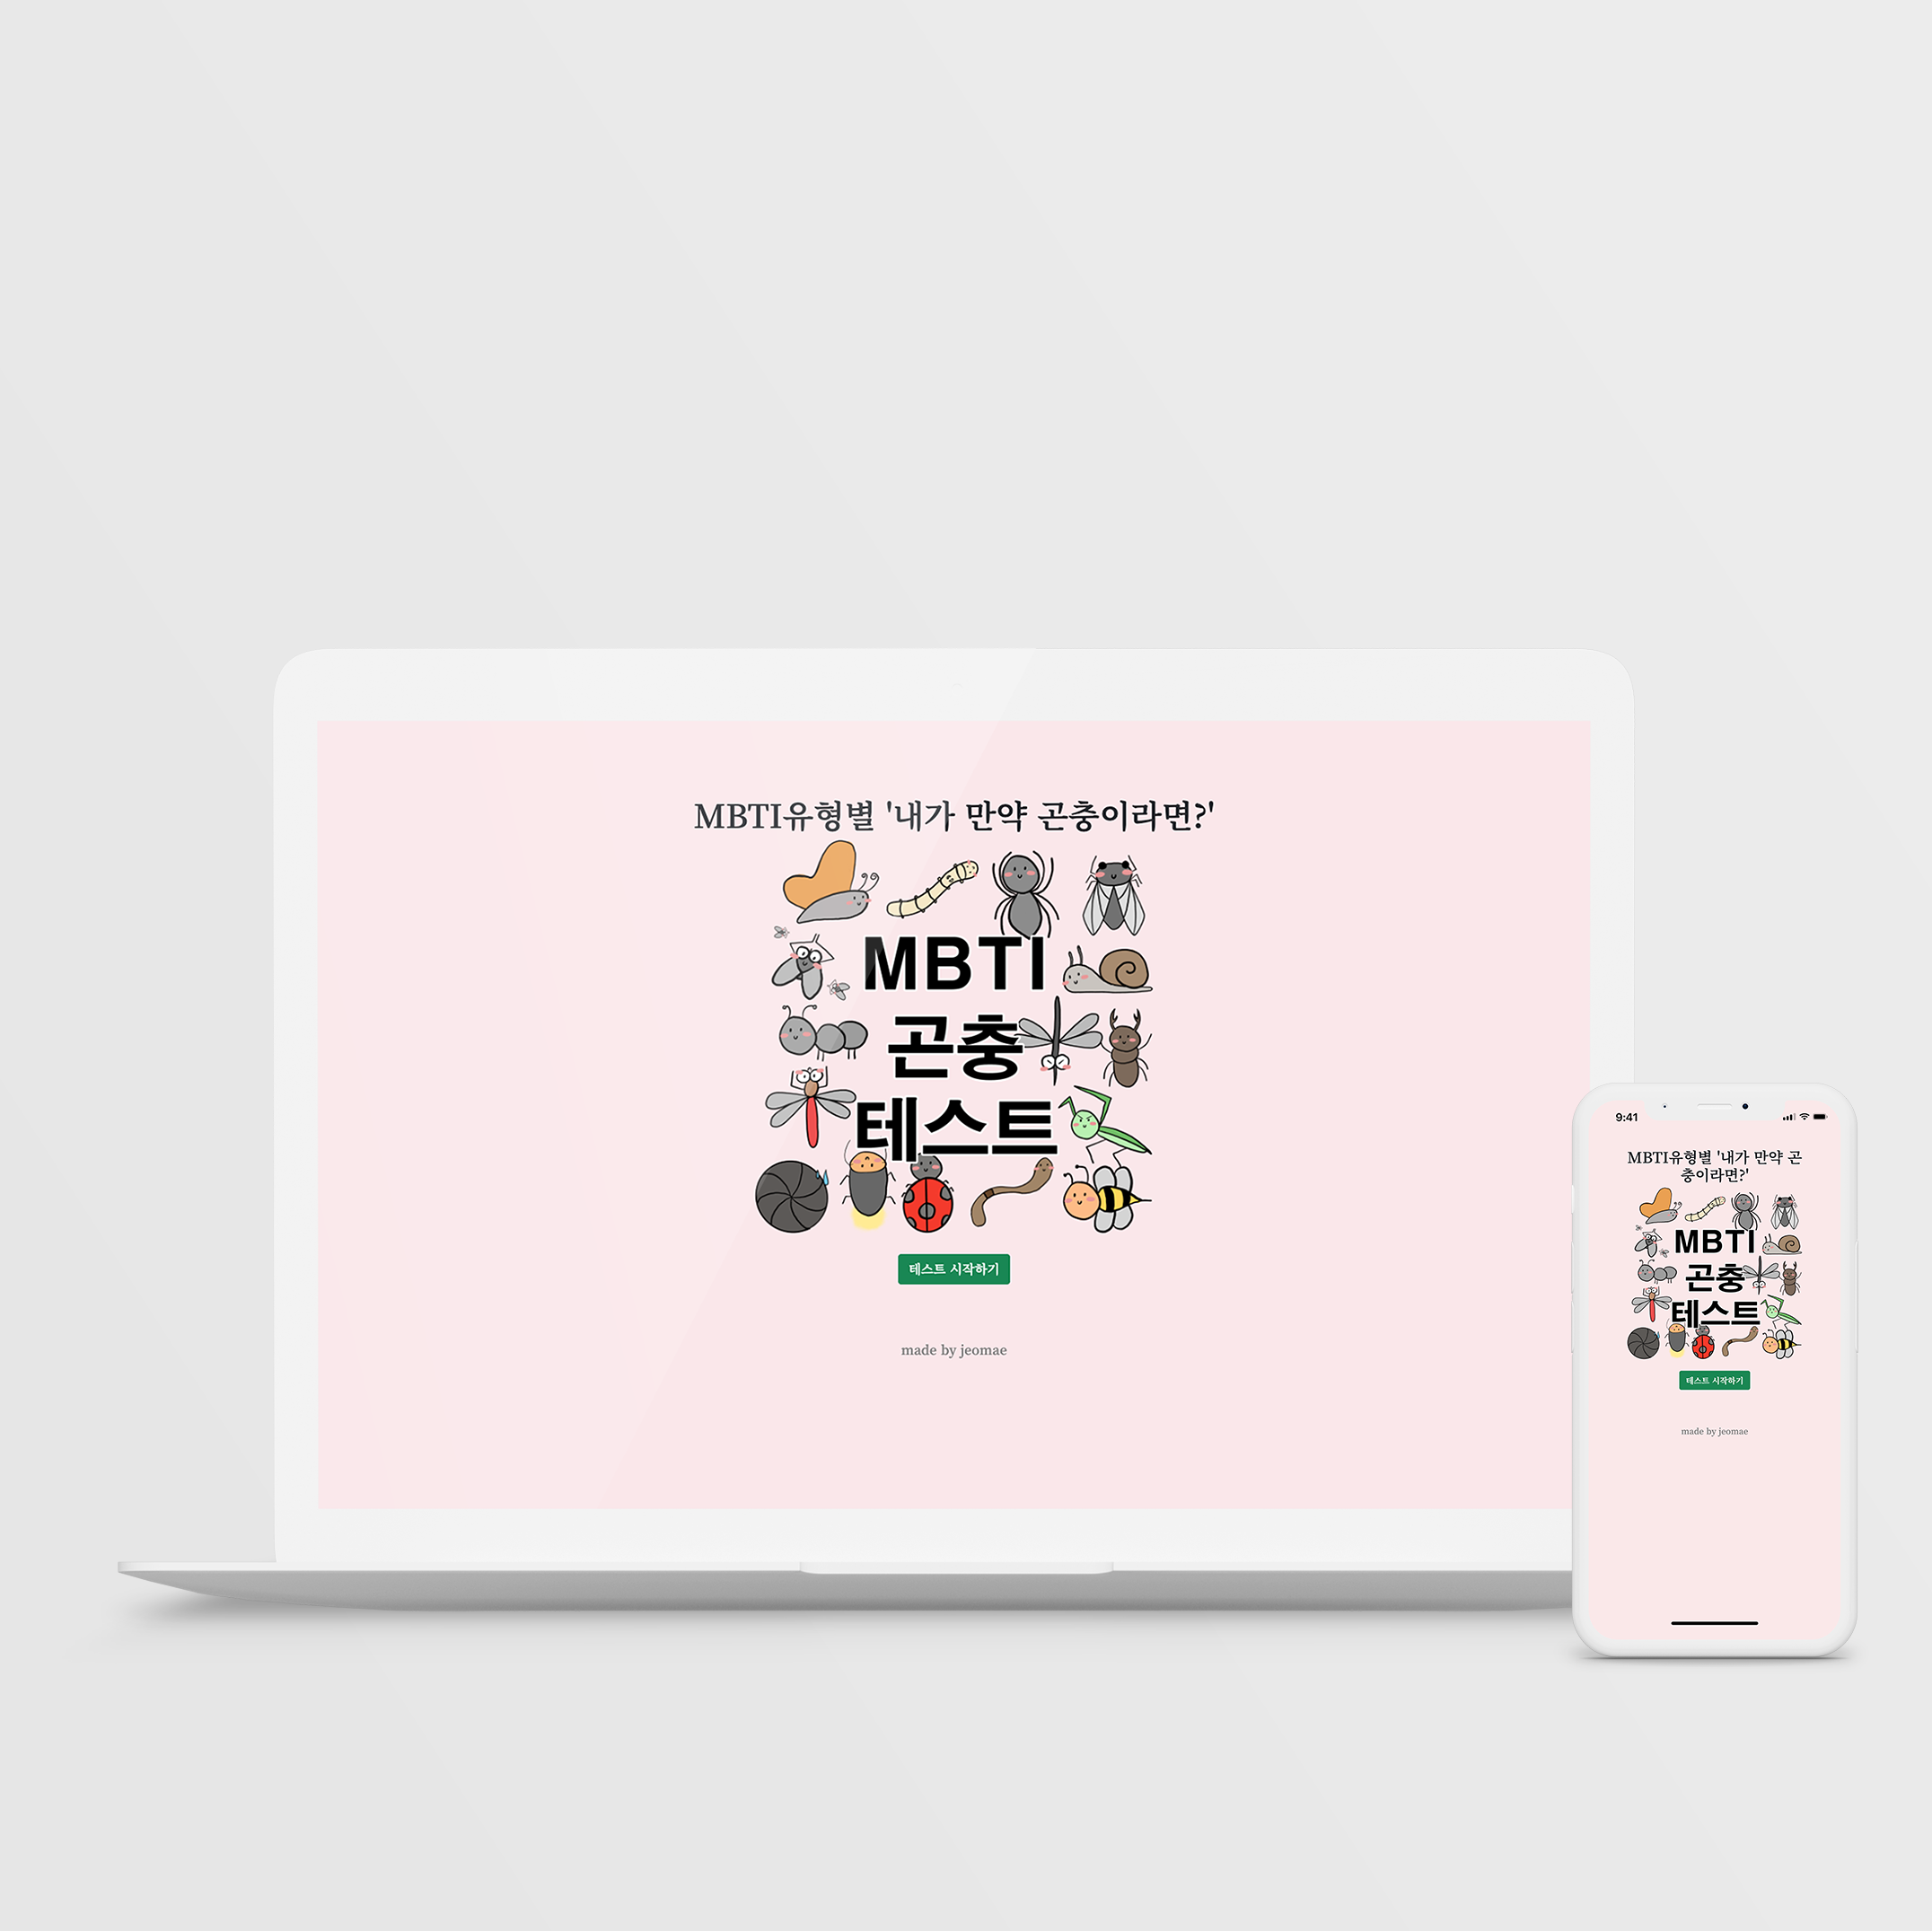 MBTI유형별 '내가 만약 곤충이라면?'
MBTI
곤충
테스트
테스트 시작하기
made by jeomae
9:41
MBTI유형별 '내가 만약 곤
충이라면?'
MBTI
곤충
테스트
테스트 시작하기
made by jeomae